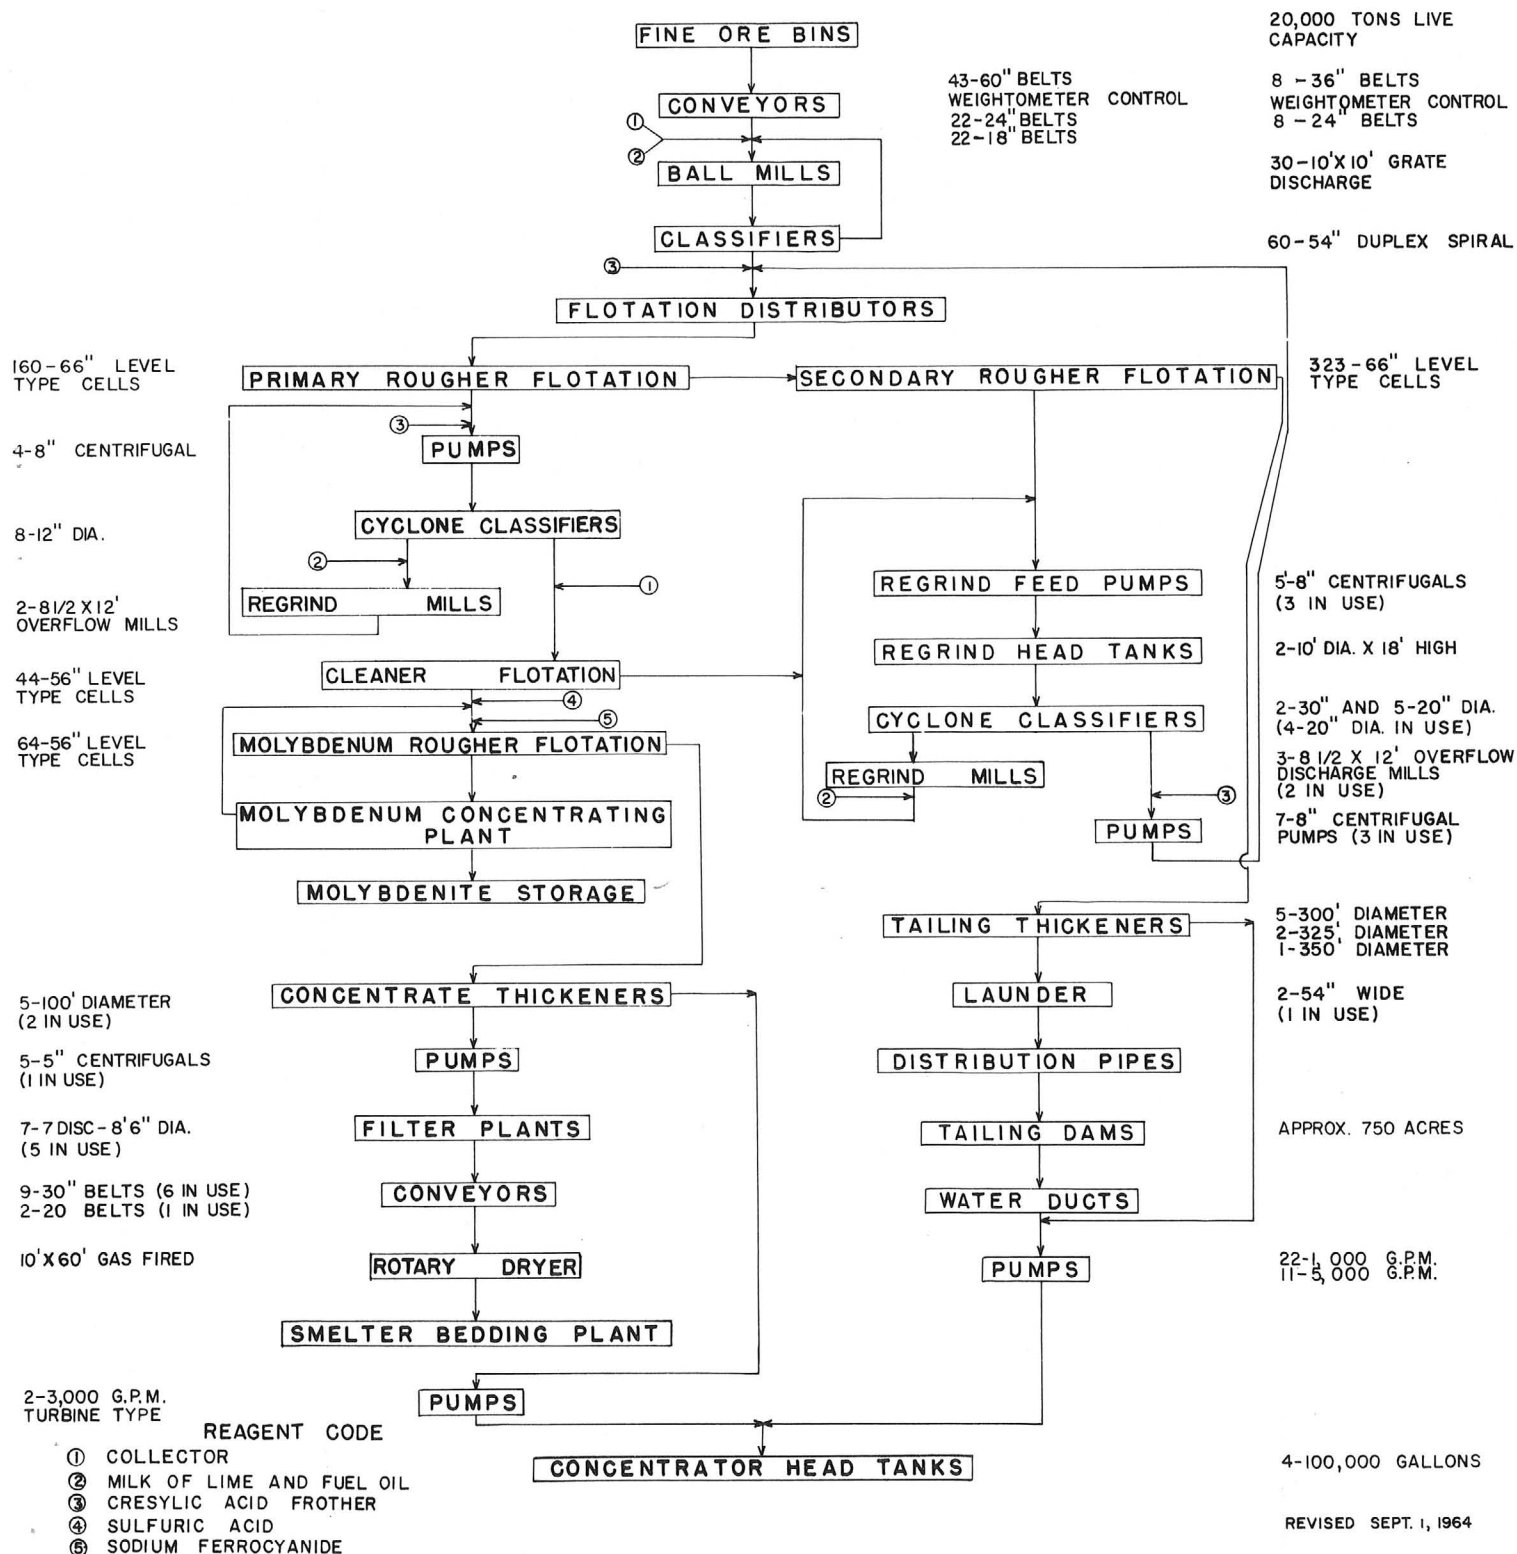 FINE ORE BINS
20,000 TONS LIVE
CAPACITY
CONVEYORS
43-60" BELTS
WEIGHTOMETER CONTROL
22-24" BELTS
22-18" BELTS
8 - 36" BELTS
WEIGHTOMETER CONTROL
8 - 24" BELTS
1
2
BALL MILLS
30-10'X10' GRATE
DISCHARGE
CLASSIFIERS
60-54" DUPLEX SPIRAL
3
FLOTATION DISTRIBUTORS
160-66" LEVEL
TYPE CELLS
PRIMARY ROUGHER FLOTATION
SECONDARY ROUGHER FLOTATION
323-66" LEVEL
TYPE CELLS
3
4-8" CENTRIFUGAL
PUMPS
8-12" DIA.
CYCLONE CLASSIFIERS
2
1
2-8 1/2 X 12'
OVERFLOW MILLS
REGRIND MILLS
REGRIND FEED PUMPS
5'-8" CENTRIFUGALS
(3 IN USE)
REGRIND HEAD TANKS
2-10' DIA. X 18' HIGH
44-56" LEVEL
TYPE CELLS
CLEANER FLOTATION
4
5
CYCLONE CLASSIFIERS
2-30" AND 5-20" DIA.
(4-20" DIA. IN USE)
64-56" LEVEL
TYPE CELLS
MOLYBDENUM ROUGHER FLOTATION
REGRIND MILLS
3-8 1/2 X 12' OVERFLOW
DISCHARGE MILLS
(2 IN USE)
2
3
MOLYBDENUM CONCENTRATING
PLANT
PUMPS
7-8" CENTRIFUGAL
PUMPS (3 IN USE)
MOLYBDENITE STORAGE
TAILING THICKENERS
5-300' DIAMETER
2-325' DIAMETER
1-350' DIAMETER
5-100' DIAMETER
(2 IN USE)
CONCENTRATE THICKENERS
LAUNDER
2-54" WIDE
(1 IN USE)
5-5" CENTRIFUGALS
(1 IN USE)
PUMPS
DISTRIBUTION PIPES
7-7 DISC-8'6" DIA.
(5 IN USE)
FILTER PLANTS
TAILING DAMS
APPROX. 750 ACRES
9-30" BELTS (6 IN USE)
2-20 BELTS (1 IN USE)
CONVEYORS
WATER DUCTS
10'X60' GAS FIRED
ROTARY DRYER
PUMPS
22-1,000 G.P.M.
11-5,000 G.P.M.
SMELTER BEDDING PLANT
2-3,000 G.P.M.
TURBINE TYPE
PUMPS
CONCENTRATOR HEAD TANKS
4-100,000 GALLONS
REAGENT CODE
1 COLLECTOR
2 MILK OF LIME AND FUEL OIL
3 CRESYLIC ACID FROTHER
4 SULFURIC ACID
5 SODIUM FERROCYANIDE
REVISED SEPT. 1, 1964